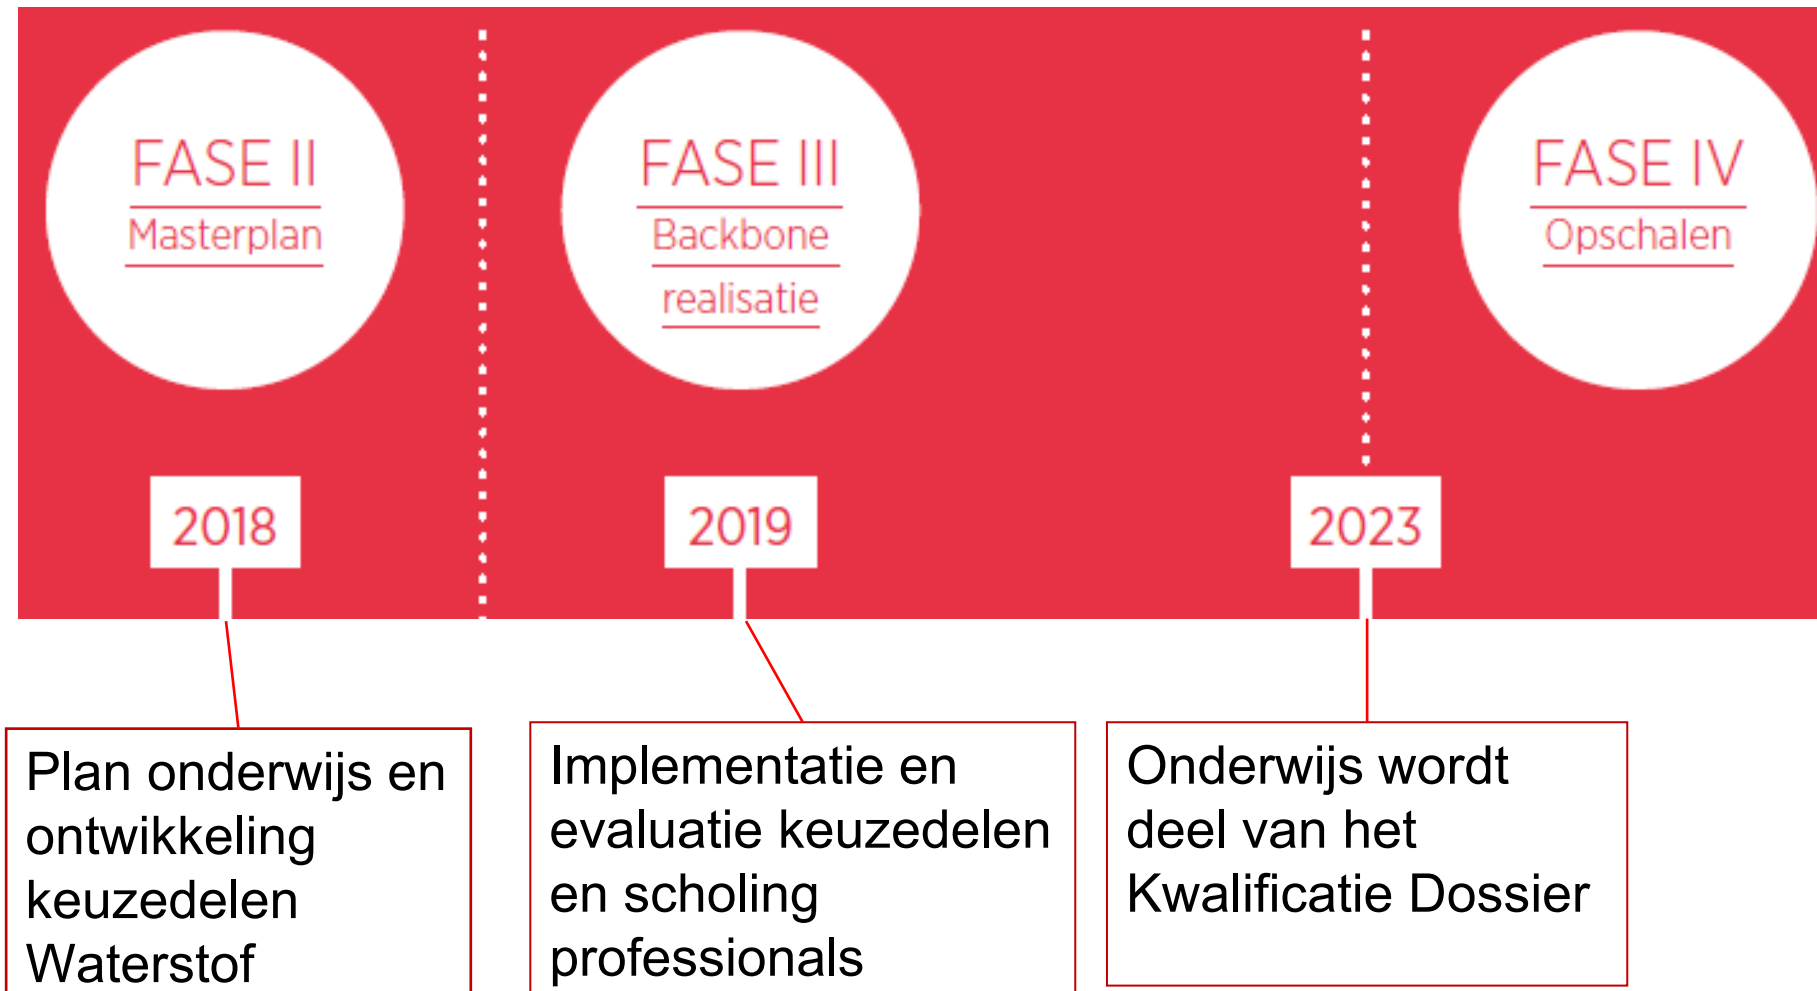 FASE II
Masterplan
FASE III
Backbone
realisatie
FASE IV
Opschalen
2018
2019
2023
Plan onderwijs en
ontwikkeling
keuzedelen
Waterstof
Implementatie en
evaluatie keuzedelen
en scholing
professionals
Onderwijs wordt
deel van het
Kwalificatie Dossier